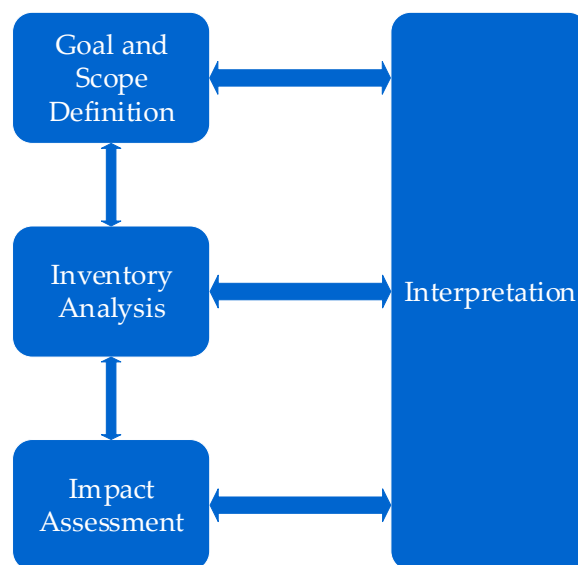 Goal and
Scope
Definition
Inventory
Analysis
Interpretation
Impact
Assessment